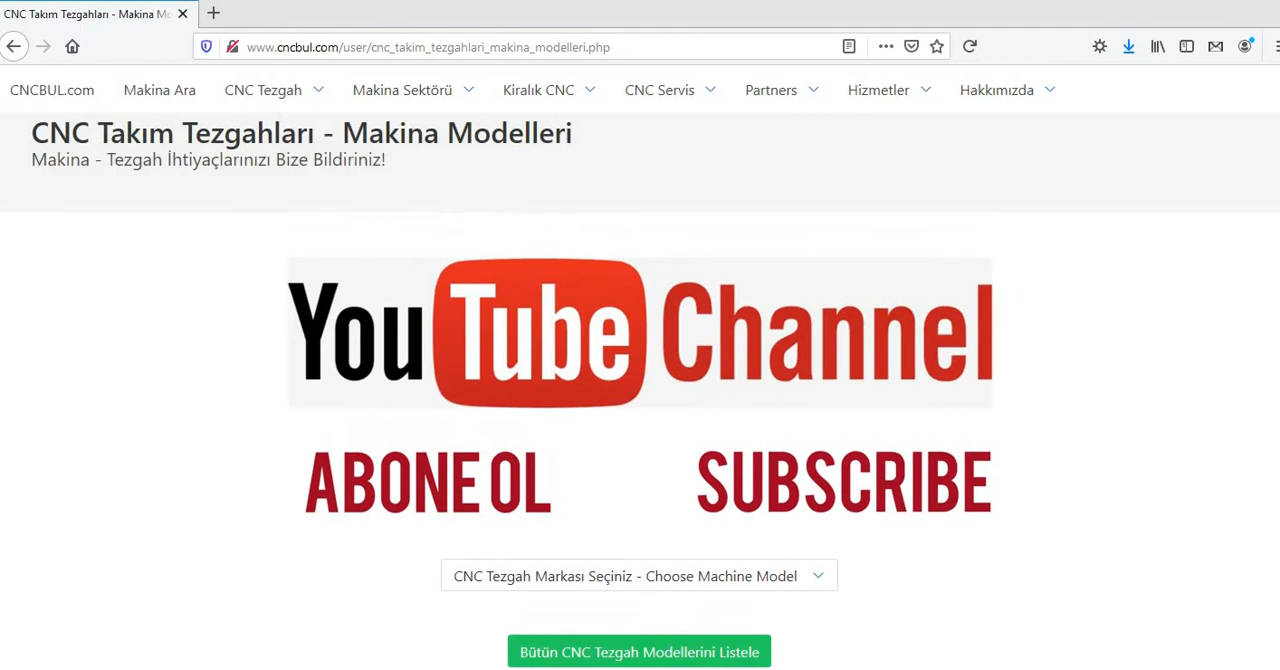 CNC Takım Tezgahları - Makina Mo
www.cncbul.com/user/cnc_takim_tezgahlari_makina_modelleri.php
CNCBUL.com Makina Ara CNC Tezgah Makina Sektörü Kiralık CNC CNC Servis Partners Hizmetler Hakkımızda
CNC Takım Tezgahları - Makina Modelleri
Makina - Tezgah İhtiyaçlarınızı Bize Bildiriniz!
YouTube Channel
ABONE OL SUBSCRIBE
CNC Tezgah Markası Seçiniz - Choose Machine Model
Bütün CNC Tezgah Modellerini Listele